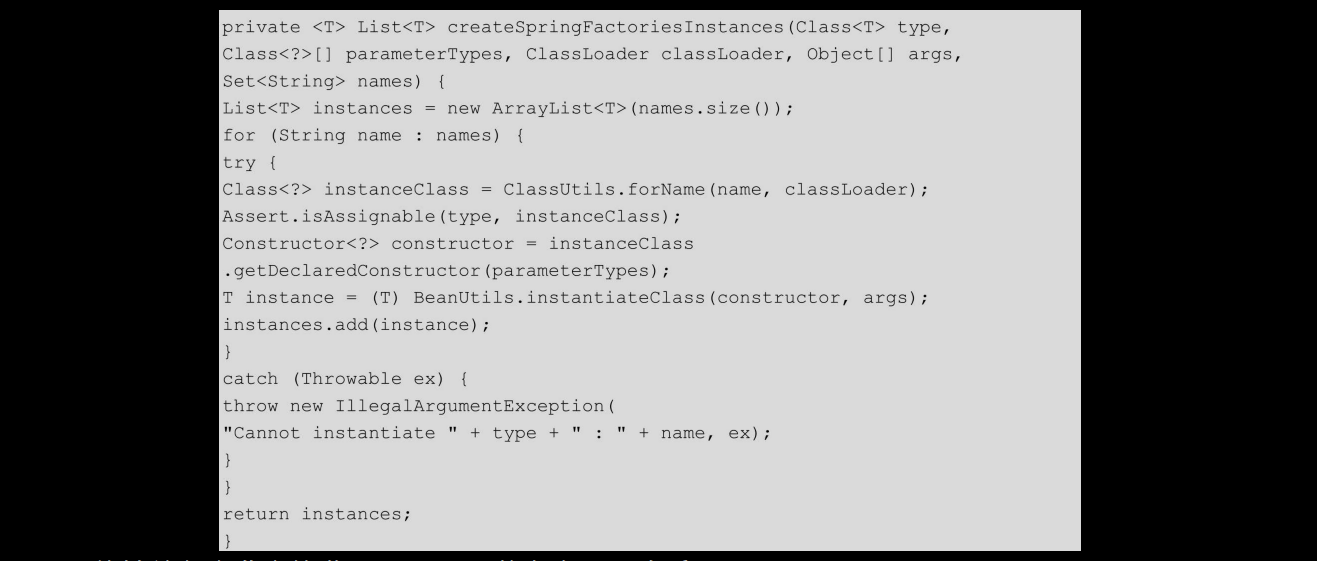 private <T> List<T> createSpringFactoriesInstances(Class<T> type,
Class<?>[] parameterTypes, ClassLoader classLoader, Object[] args,
Set<String> names) {
List<T> instances = new ArrayList<T>(names.size());
for (String name : names) {
try {
Class<?> instanceClass = ClassUtils.forName(name, classLoader);
Assert.isAssignable(type, instanceClass);
Constructor<?> constructor = instanceClass
.getDeclaredConstructor(parameterTypes);
T instance = (T) BeanUtils.instantiateClass(constructor, args);
instances.add(instance);
}
catch (Throwable ex) {
throw new IllegalArgumentException(
"Cannot instantiate " + type + " : " + name, ex);
}
}
return instances;
}